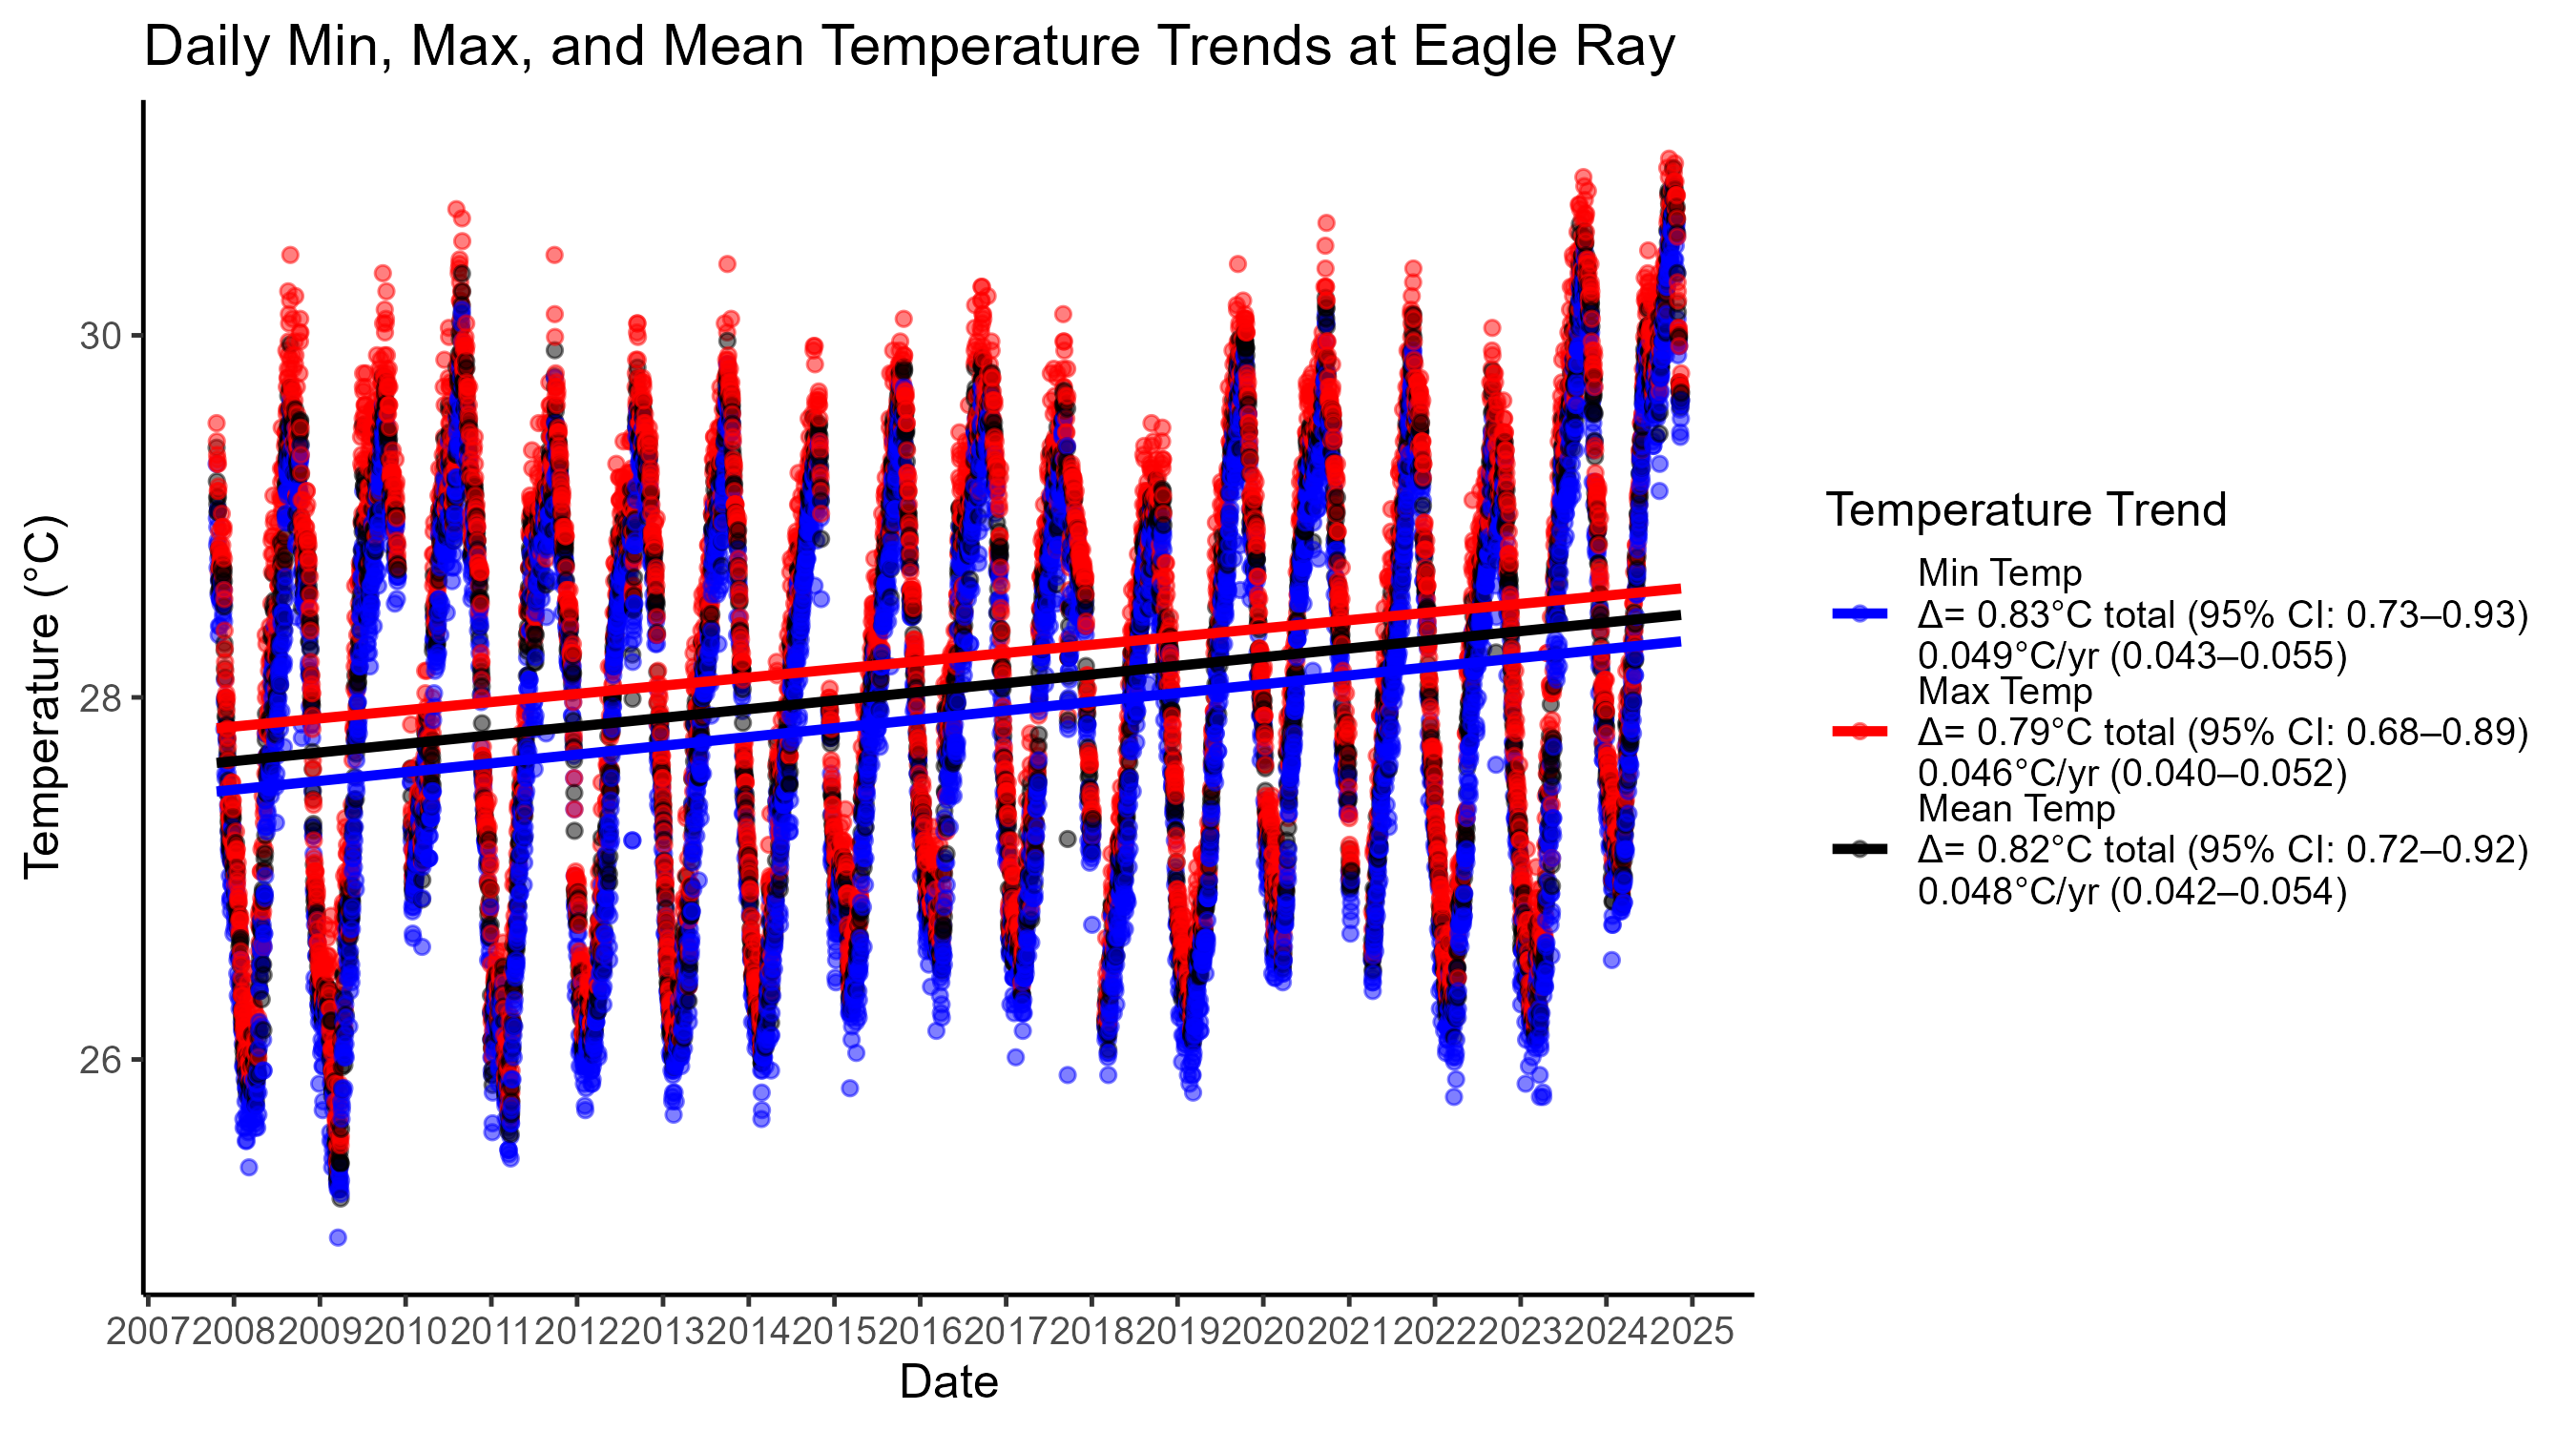 Daily Min, Max, and Mean Temperature Trends at Eagle Ray
Temperature (°C)
30
28
26
2007 2008 2009 2010 2011 2012 2013 2014 2015 2016 2017 2018 2019 2020 2021 2022 2023 2024 2025
Date
Temperature Trend
Min Temp
Δ= 0.83°C total (95% CI: 0.73–0.93)
0.049°C/yr (0.043–0.055)
Max Temp
Δ= 0.79°C total (95% CI: 0.68–0.89)
0.046°C/yr (0.040–0.052)
Mean Temp
Δ= 0.82°C total (95% CI: 0.72–0.92)
0.048°C/yr (0.042–0.054)